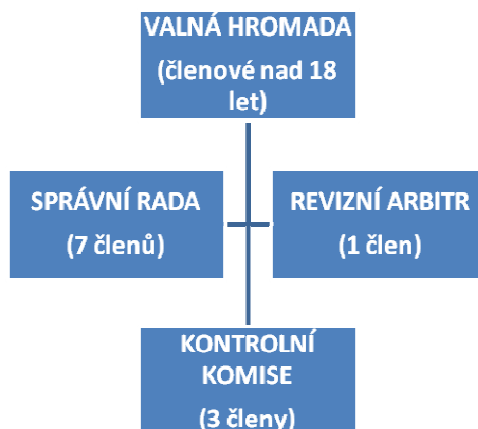 VALNÁ HROMADA
(členové nad 18
let)
SPRÁVNÍ RADA
(7 členů)
REVIZNÍ ARBITR
(1 člen)
KONTROLNÍ
KOMISE
(3 členy)